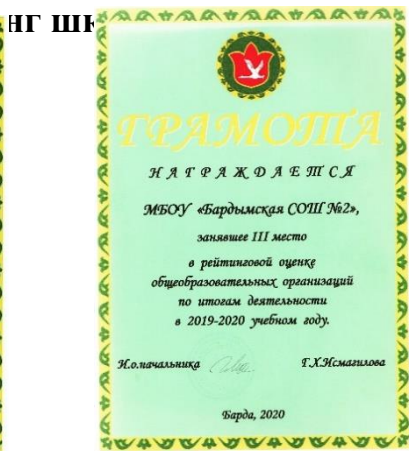 НГ ШК
ГРАМОТА
НАГРАЖДАЕТСЯ
МБОУ «Бардымская СОШ №2»,
занявшее III место
в рейтинговой оценке
общеобразовательных организаций
по итогам деятельности
в 2019-2020 учебном году.
И.о.начальника Г.Х.Исмагилова
Барда, 2020